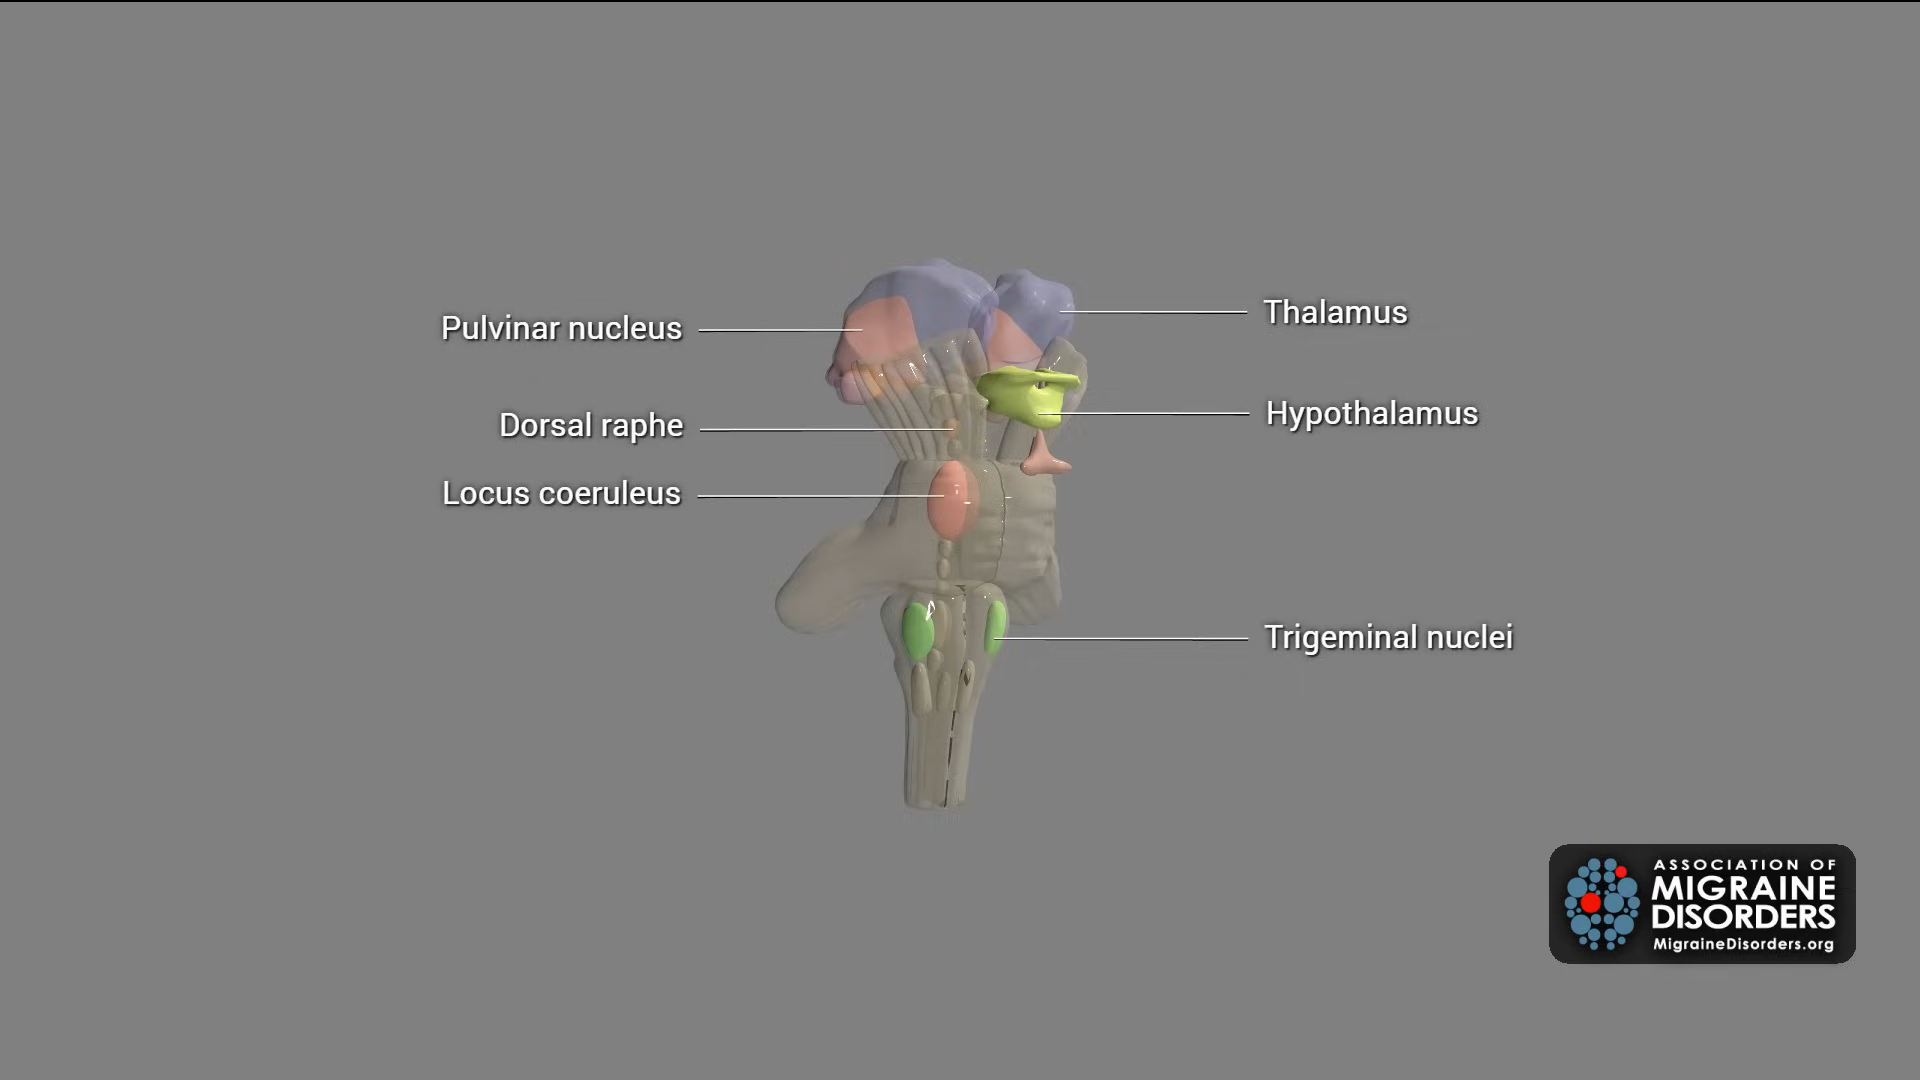 Pulvinar nucleus
Thalamus
Dorsal raphe
Hypothalamus
Locus coeruleus
Trigeminal nuclei
ASSOCIATION OF
MIGRAINE
DISORDERS
MigraineDisorders.org